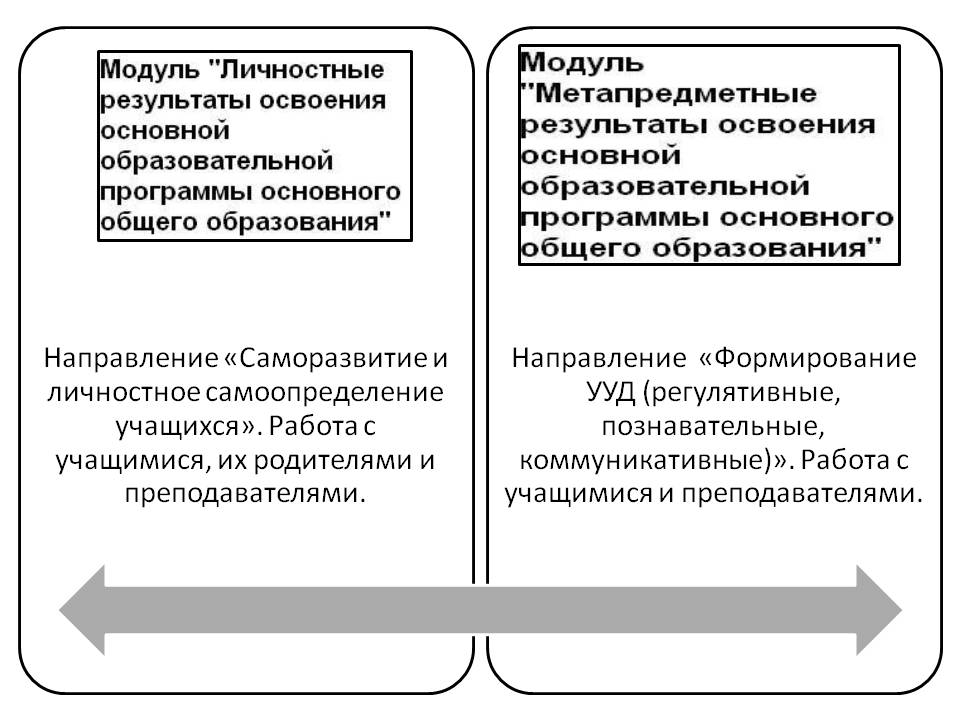 Модуль "Личностные
результаты освоения
основной
образовательной
программы основного
общего образования"
Направление «Саморазвитие и
личностное самоопределение
учащихся». Работа с
учащимися, их родителями и
преподавателями.
Модуль
"Метапредметные
результаты освоения
основной
образовательной
программы основного
общего образования"
Направление «Формирование
УУД (регулятивные,
познавательные,
коммуникативные)». Работа с
учащимися и преподавателями.